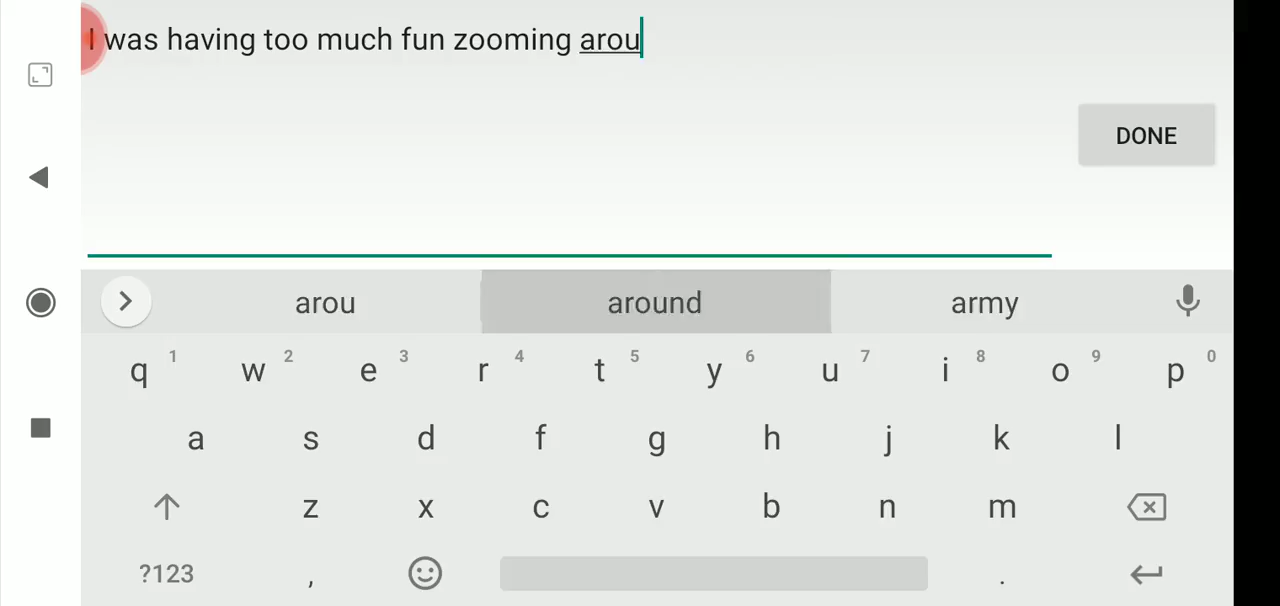 I was having too much fun zooming arou
DONE
arou around army
q 1 w 2 e 3 r 4 t 5 y 6 u 7 i 8 o 9 p 0
a s d f g h j k l
z x c v b n m
?123 , .